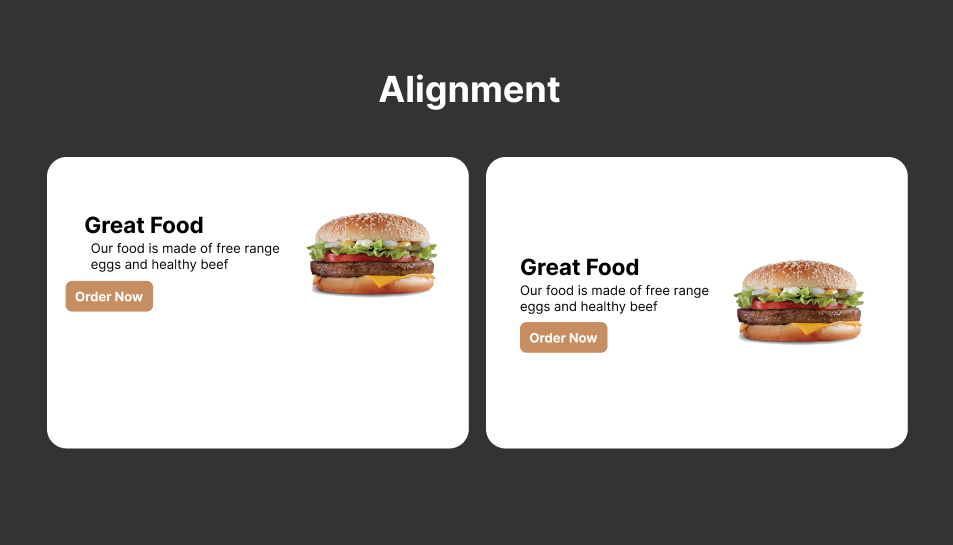 Alignment
Great Food
Our food is made of free range
eggs and healthy beef
Order Now
Great Food
Our food is made of free range
eggs and healthy beef
Order Now